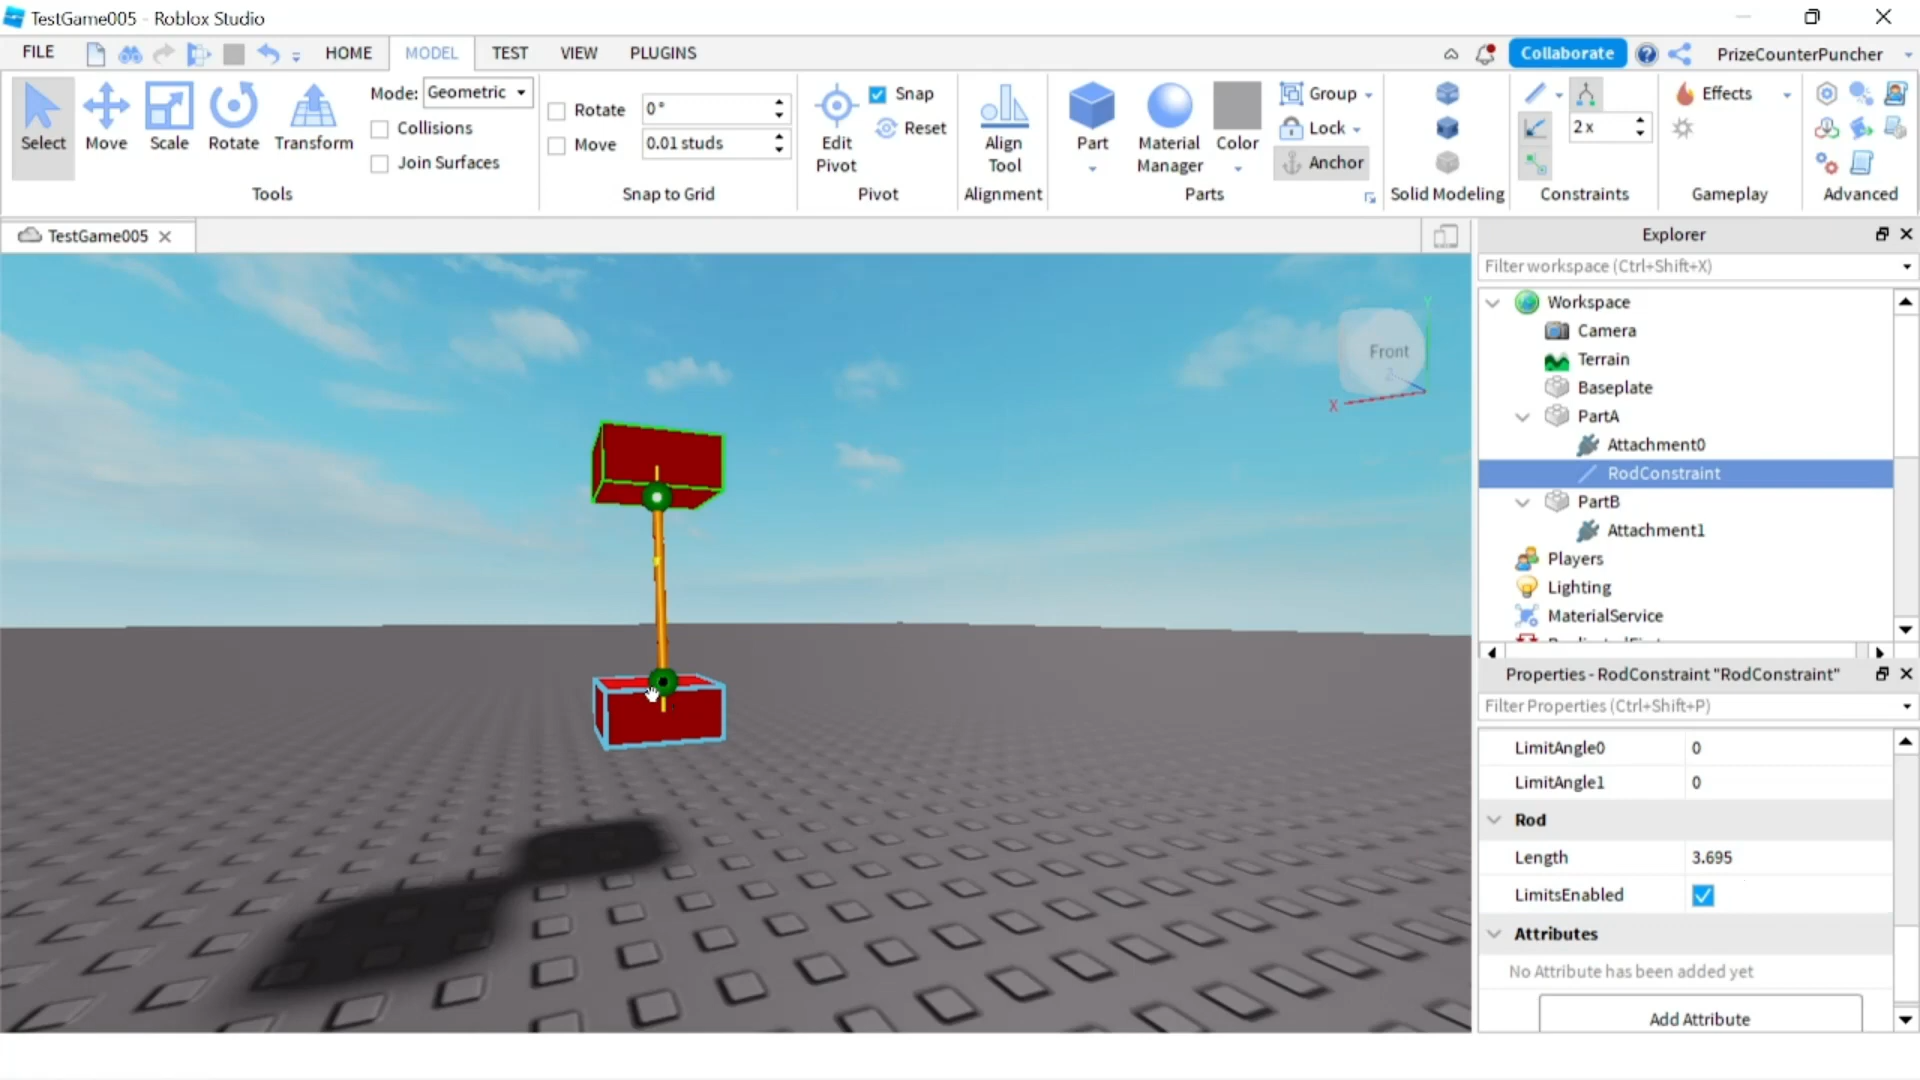 TestGame005 - Roblox Studio
FILE
HOME
MODEL
TEST
VIEW
PLUGINS
Collaborate
PrizeCounterPuncher
Select
Move
Scale
Rotate
Transform
Mode: Geometric
Collisions
Join Surfaces
Tools
Rotate 0°
Move 0.01 studs
Snap to Grid
Edit Pivot
Snap
Reset
Pivot
Align Tool
Alignment
Part
Material Manager
Color
Group
Lock
Anchor
Parts
Solid Modeling
2x
Constraints
Effects
Gameplay
Advanced
TestGame005
Front
Y
Z
X
Explorer
Filter workspace (Ctrl+Shift+X)
Workspace
Camera
Terrain
Baseplate
PartA
Attachment0
RodConstraint
PartB
Attachment1
Players
Lighting
MaterialService
Properties - RodConstraint "RodConstraint"
Filter Properties (Ctrl+Shift+P)
LimitAngle0 0
LimitAngle1 0
Rod
Length 3.695
LimitsEnabled
Attributes
No Attribute has been added yet
Add Attribute